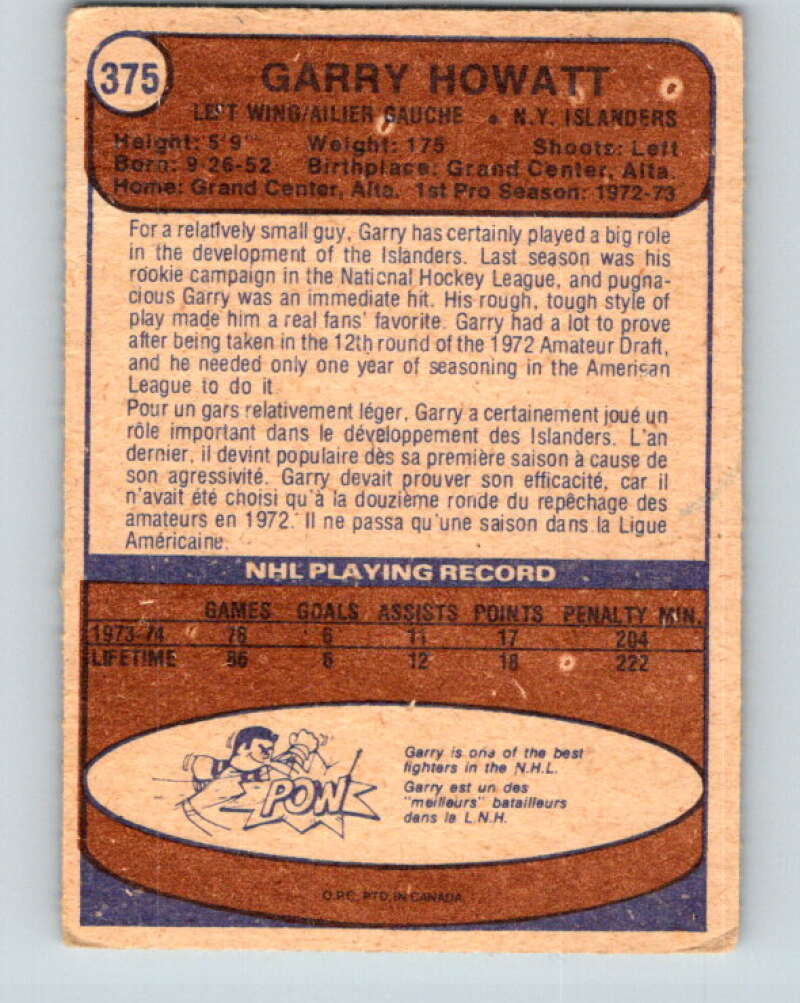 375
GARRY HOWATT
LEFT WING/AILIER GAUCHE • N.Y. ISLANDERS
Height: 5'9" Weight: 175 Shoots: Left
Born: 9-26-52 Birthplace: Grand Center, Alta.
Home: Grand Center, Alta. 1st Pro Season: 1972-73
For a relatively small guy, Garry has certainly played a big role
in the development of the Islanders. Last season was his
rookie campaign in the National Hockey League, and pugna-
cious Garry was an immediate hit. His rough, tough style of
play made him a real fans' favorite. Garry had a lot to prove
after being taken in the 12th round of the 1972 Amateur Draft,
and he needed only one year of seasoning in the American
League to do it
Pour un gars relativement léger, Garry a certainement joué un
rôle important dans le développement des Islanders. L'an
dernier, il devint populaire dès sa première saison à cause de
son agressivité. Garry devait prouver son efficacité, car il
n'avait été choisi qu'à la douzième ronde du repêchage des
amateurs en 1972. Il ne passa qu'une saison dans la Ligue
Américaine.
NHL PLAYING RECORD
GAMES GOALS ASSISTS POINTS PENALTY MIN.
1973-74 78 6 11 17 204
LIFETIME 86 6 12 18 222
Garry is one of the best
fighters in the N.H.L.
POW!
Garry est un des
"meilleurs" batailleurs
dans la L.N.H.
O.P.C. PTD. IN CANADA